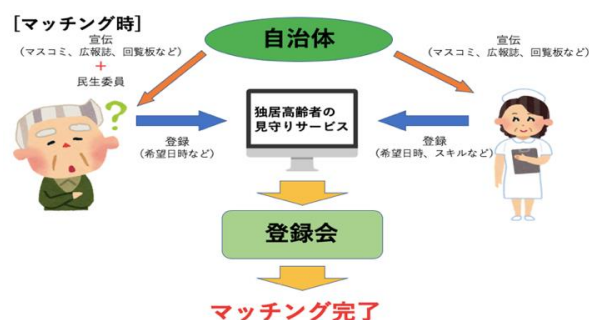 [マッチング時]
宣伝
(マスコミ、広報誌、回覧板など)
+
民生委員
自治体
宣伝
(マスコミ、広報誌、回覧板など)
?
独居高齢者の
見守りサービス
登録
(希望日時など)
登録
(希望日時、スキルなど)
登録会
マッチング完了